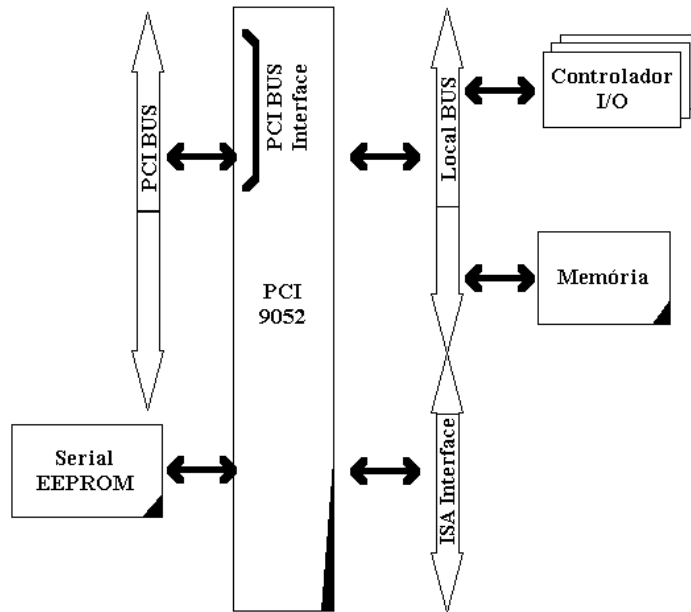 PCI BUS
PCI BUS
Interface
Local BUS
Controlador
I/O
PCI
9052
Memória
Serial
EEPROM
ISA Interface